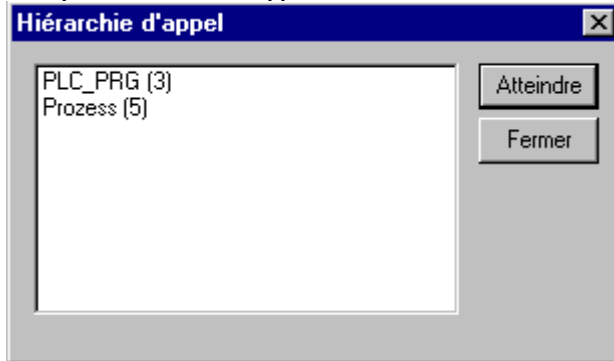 Hiérarchie d'appel
PLC_PRG (3)
Prozess (5)
Atteindre
Fermer